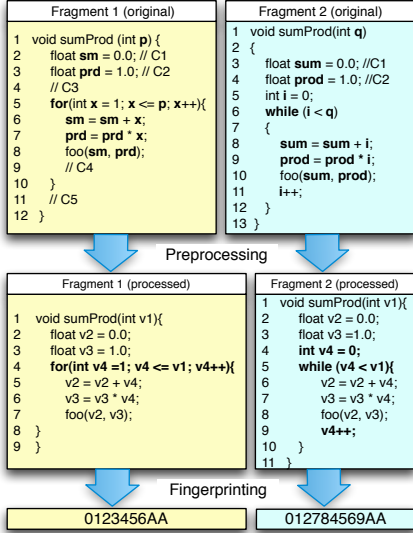 Fragment 1 (original)
1 void sumProd (int p) {
2 float sm = 0.0; // C1
3 float prd = 1.0; // C2
4 // C3
5 for(int x = 1; x <= p; x++){
6 sm = sm + x;
7 prd = prd * x;
8 foo(sm, prd);
9 // C4
10 }
11 // C5
12 }
Fragment 2 (original)
1 void sumProd(int q)
2 {
3 float sum = 0.0; //C1
4 float prod = 1.0; //C2
5 int i = 0;
6 while (i < q)
7 {
8 sum = sum + i;
9 prod = prod * i;
10 foo(sum, prod);
11 i++;
12 }
13 }
Preprocessing
Fragment 1 (processed)
1 void sumProd(int v1){
2 float v2 = 0.0;
3 float v3 = 1.0;
4 for(int v4 =1; v4 <= v1; v4++){
5 v2 = v2 + v4;
6 v3 = v3 * v4;
7 foo(v2, v3);
8 }
9 }
Fragment 2 (processed)
1 void sumProd(int v1){
2 float v2 = 0.0;
3 float v3 =1.0;
4 int v4 = 0;
5 while (v4 < v1){
6 v2 = v2 + v4;
7 v3 = v3 * v4;
8 foo(v2, v3);
9 v4++;
10 }
11 }
Fingerprinting
0123456AA
012784569AA